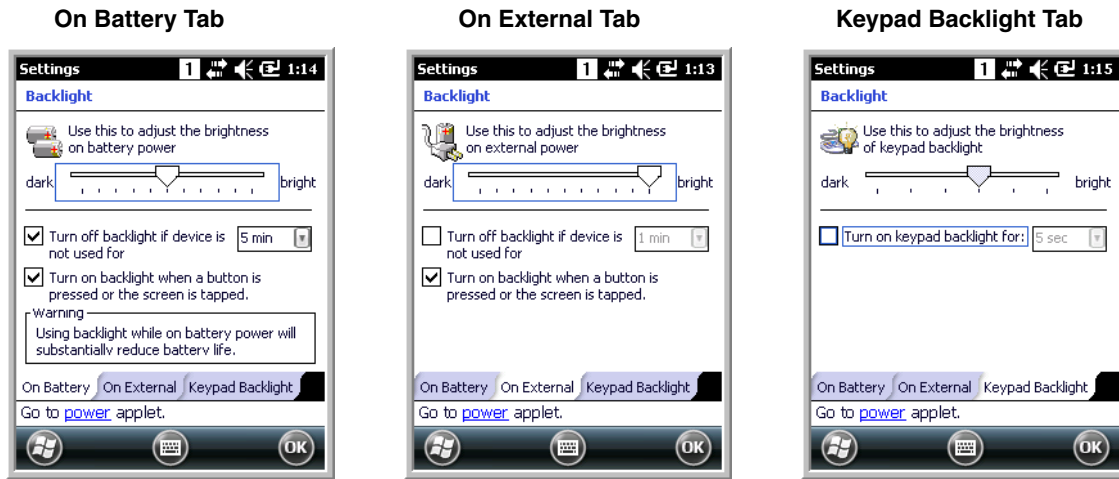 On Battery Tab
Settings 1 1:14
Backlight
Use this to adjust the brightness
on battery power
dark bright
Turn off backlight if device is 5 min
not used for
Turn on backlight when a button is
pressed or the screen is tapped.
Warning
Using backlight while on battery power will
substantially reduce battery life.
On Battery On External Keypad Backlight
Go to power applet.
OK
On External Tab
Settings 1 1:13
Backlight
Use this to adjust the brightness
on external power
dark bright
Turn off backlight if device is 1 min
not used for
Turn on backlight when a button is
pressed or the screen is tapped.
On Battery On External Keypad Backlight
Go to power applet.
OK
Keypad Backlight Tab
Settings 1 1:15
Backlight
Use this to adjust the brightness
of keypad backlight
dark bright
Turn on keypad backlight for: 5 sec
On Battery On External Keypad Backlight
Go to power applet.
OK